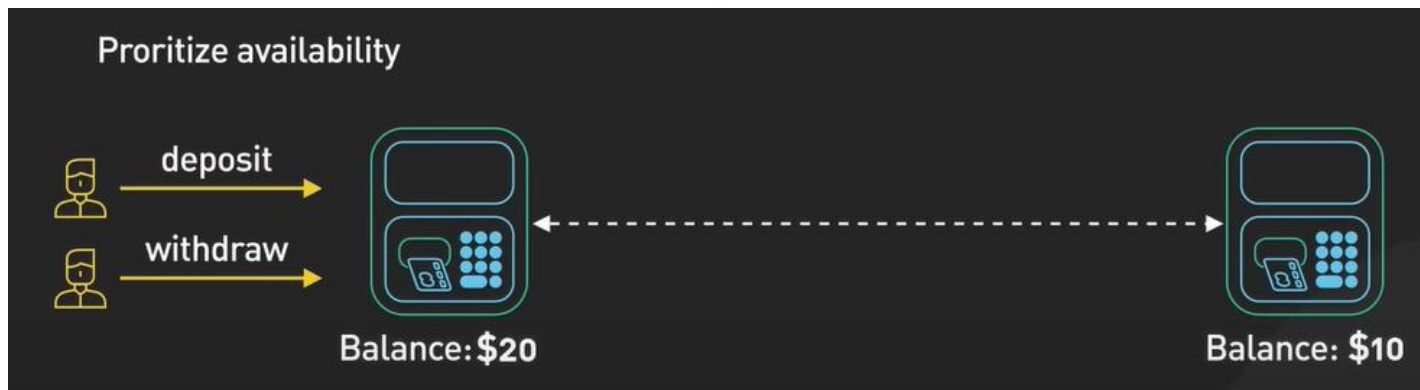 Proritize availability
deposit
withdraw
Balance: $20
Balance: $10